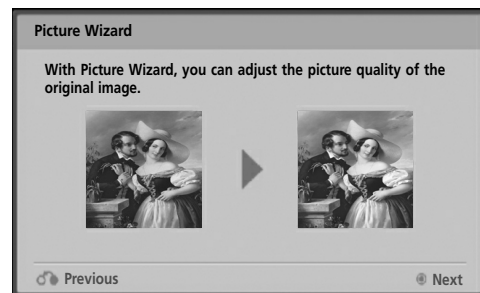 Picture Wizard
With Picture Wizard, you can adjust the picture quality of the
original image.
Previous
Next